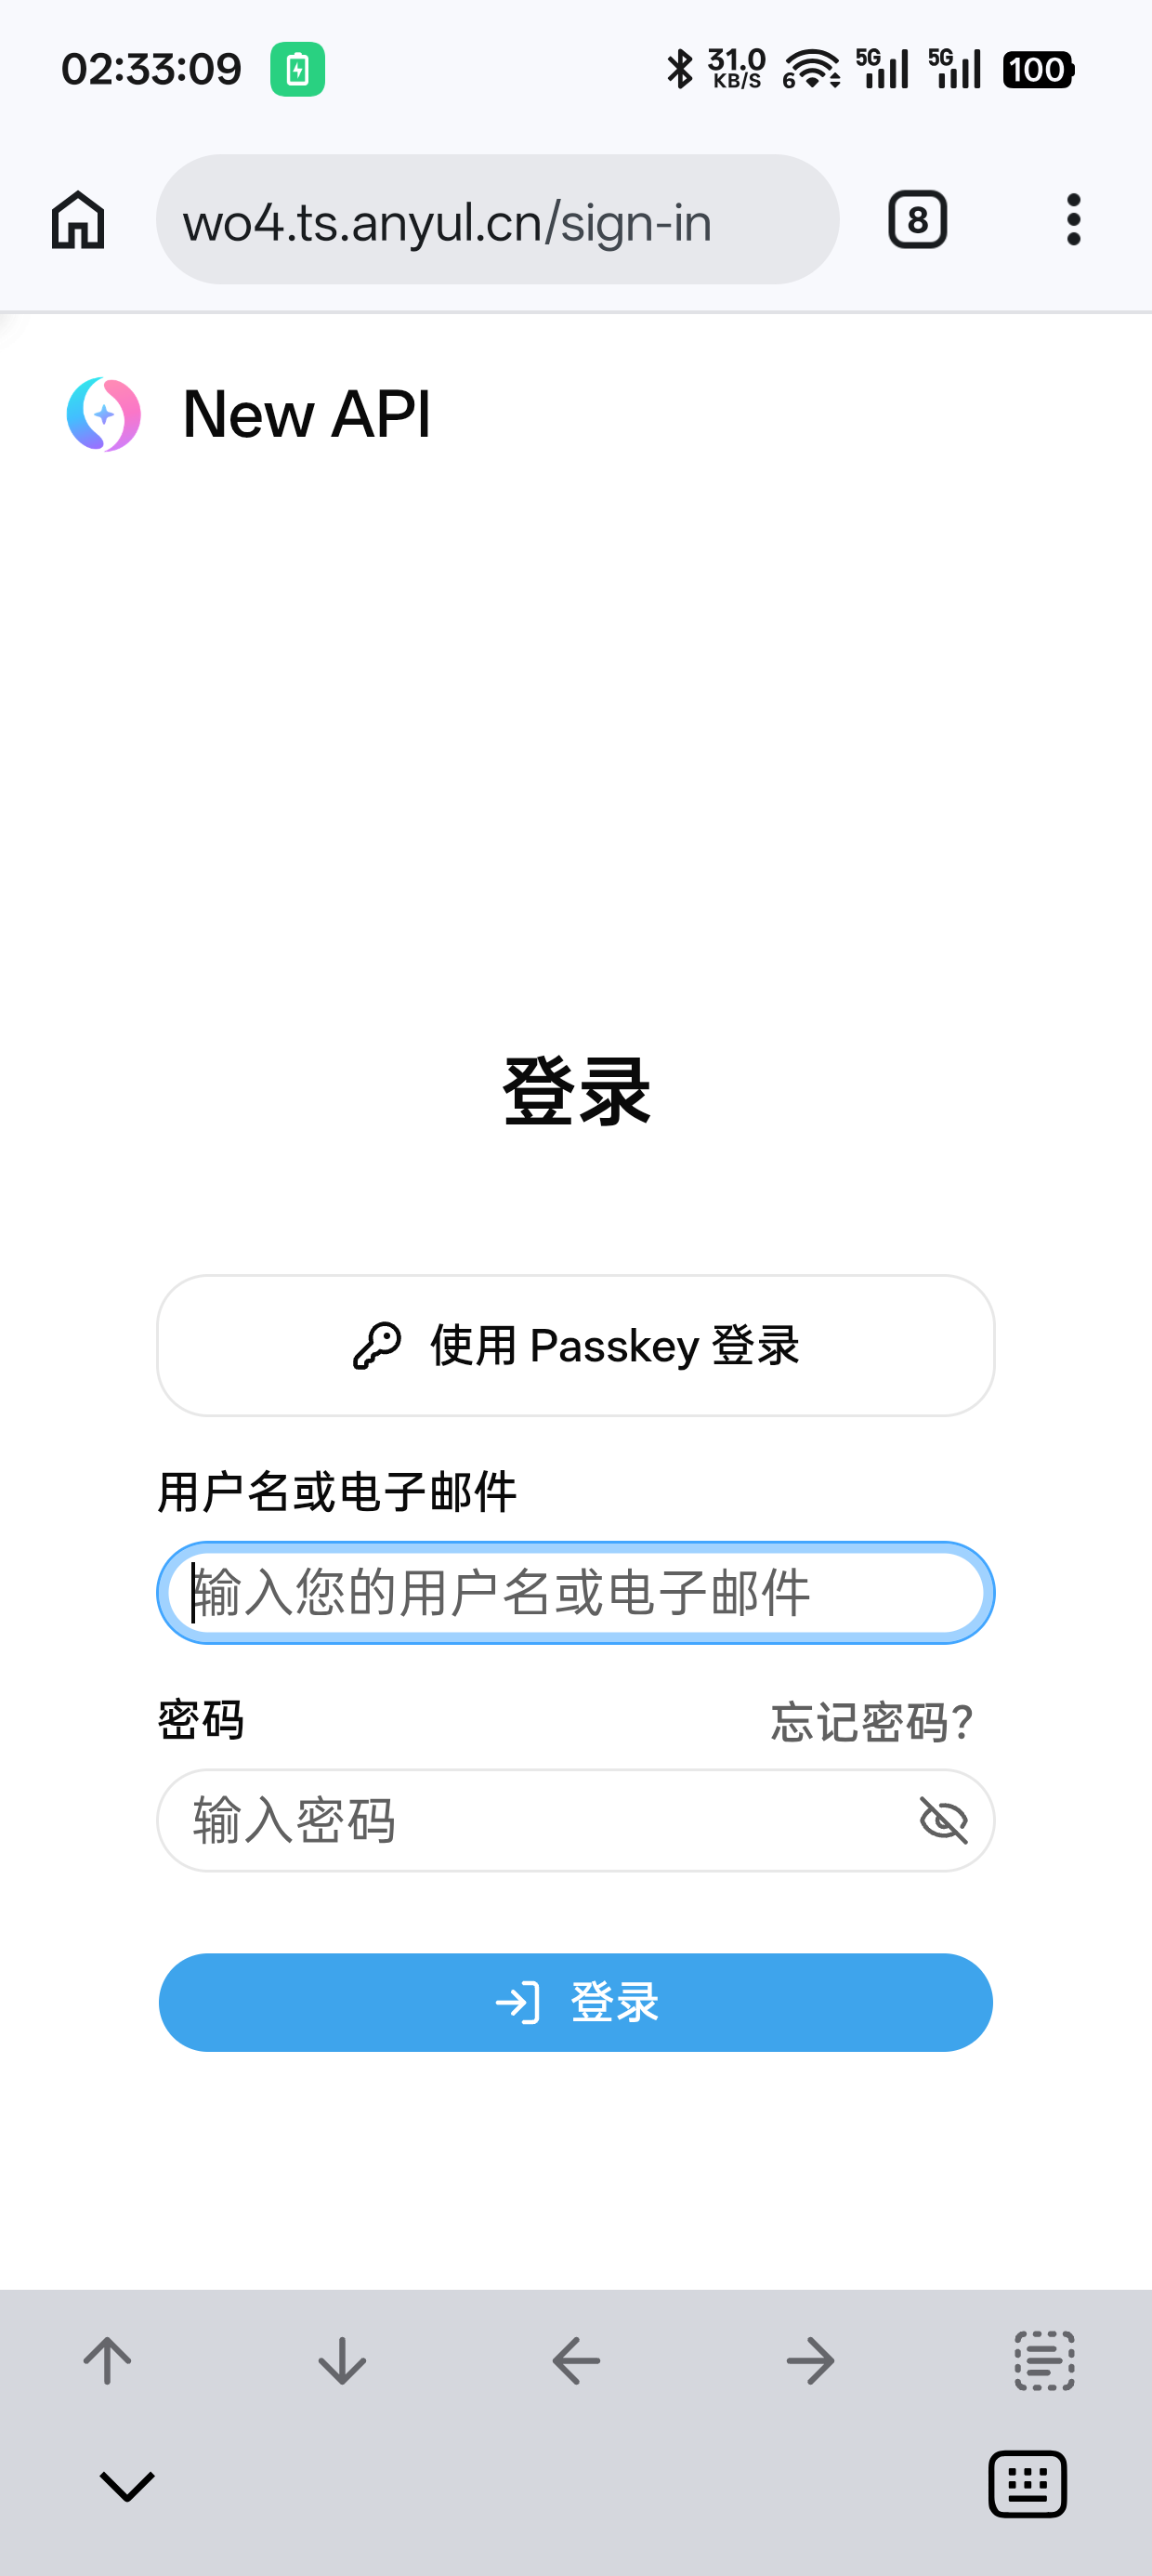 02:33:09
31.0 KB/S 6 5G 5G 100
wo4.ts.anyul.cn/sign-in
8
New API
登录
使用 Passkey 登录
用户名或电子邮件
输入您的用户名或电子邮件
密码 忘记密码?
输入密码
登录